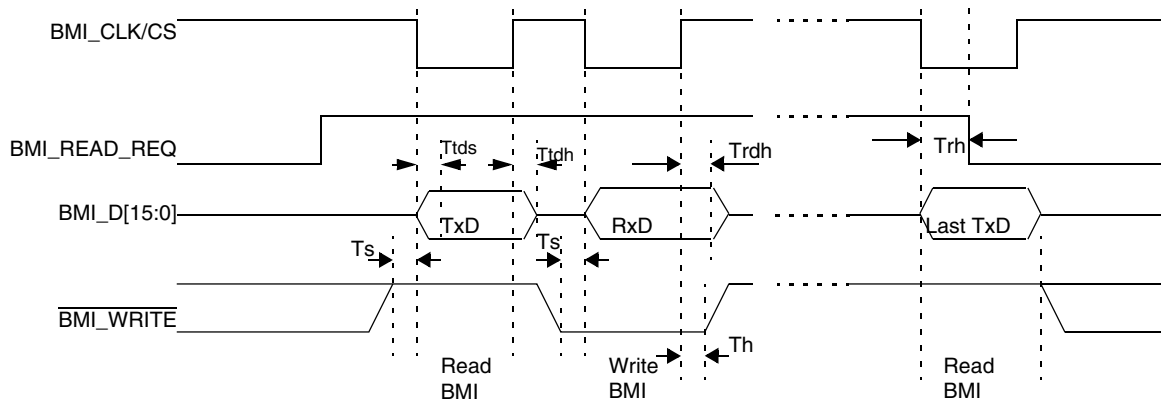 BMI_CLK/CS
BMI_READ_REQ
Ttds
Ttdh
Trdh
Trh
BMI_D[15:0]
TxD
RxD
Last TxD
Ts
Ts
BMI_WRITE
Th
Read
BMI
Write
BMI
Read
BMI